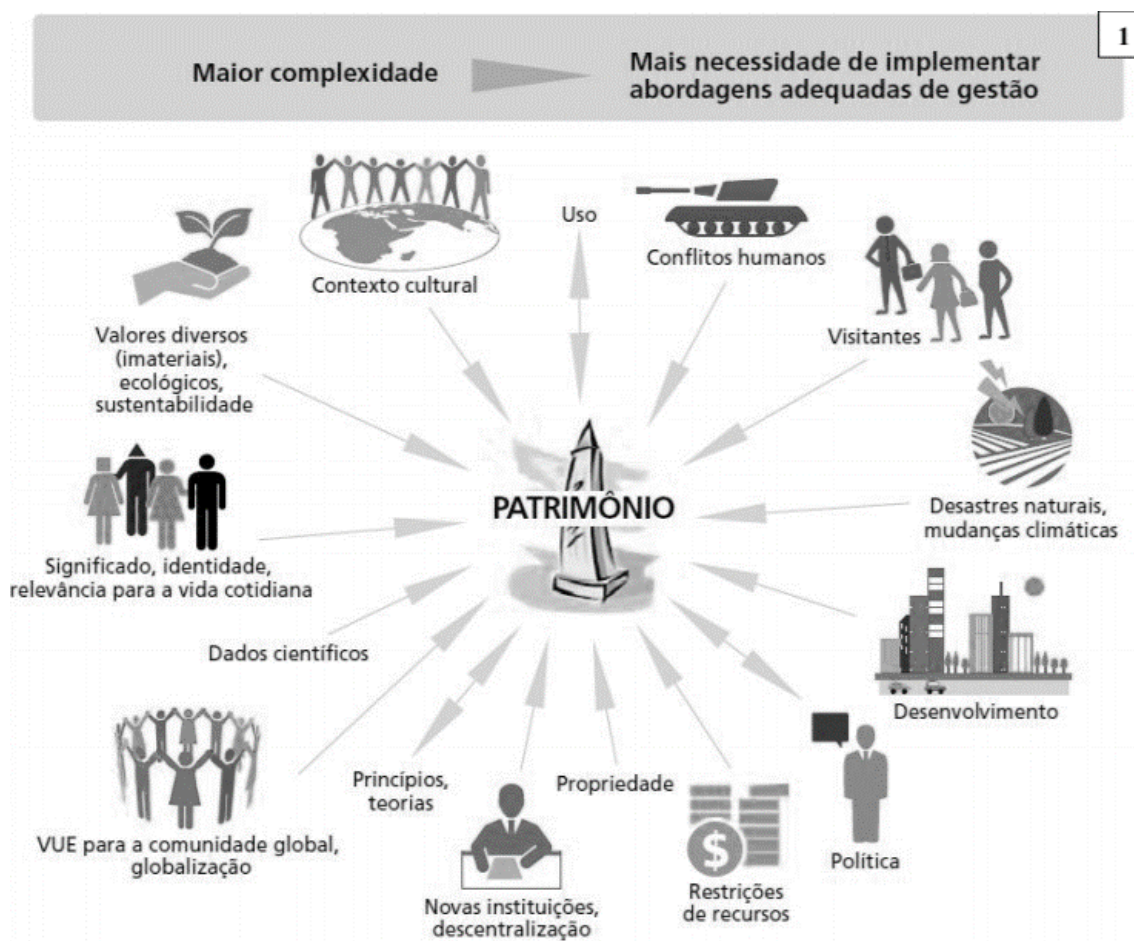 1
Maior complexidade
Mais necessidade de implementar
abordagens adequadas de gestão
Uso
Conflitos humanos
Contexto cultural
Visitantes
Valores diversos
(imateriais),
ecológicos,
sustentabilidade
PATRIMÔNIO
Desastres naturais,
mudanças climáticas
Significado, identidade,
relevância para a vida cotidiana
Dados científicos
Desenvolvimento
Princípios,
teorias
Propriedade
$
VUE para a comunidade global,
globalização
Política
Novas instituições,
descentralização
Restrições
de recursos